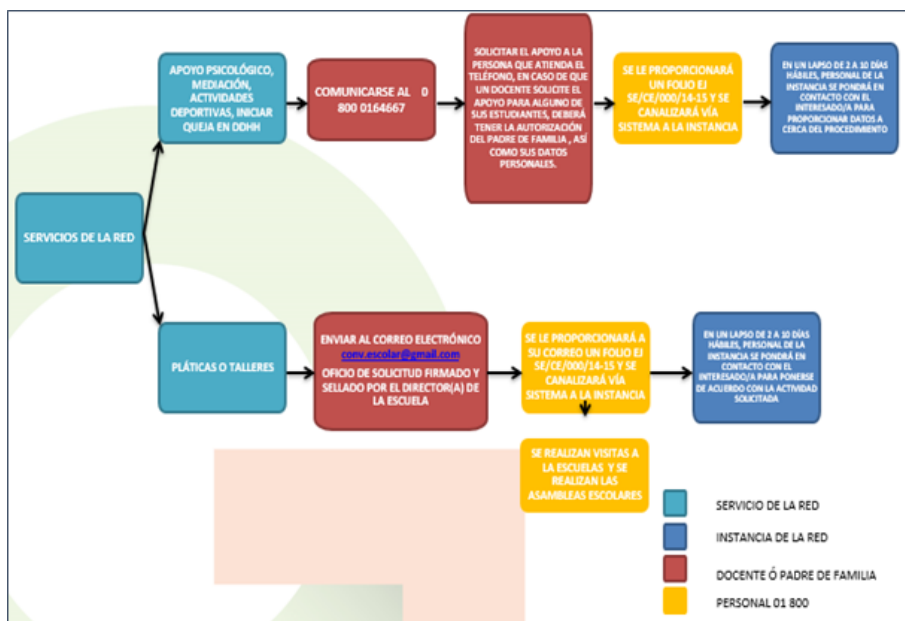 SERVICIOS DE LA RED
APOYO PSICOLÓGICO,
MEDIACIÓN,
ACTIVIDADES
DEPORTIVAS, INICIAR
QUEJA EN DDHH
COMUNICARSE AL 0
800 0164667
SOLICITAR EL APOYO A LA
PERSONA QUE ATIENDA EL
TELÉFONO, EN CASO DE QUE
UN DOCENTE SOLICITE EL
APOYO PARA ALGUNO DE
SUS ESTUDIANTES, DEBERÁ
TENER LA AUTORIZACIÓN
DEL PADRE DE FAMILIA , ASÍ
COMO SUS DATOS
PERSONALES.
SE LE PROPORCIONARÁ
UN FOLIO EJ
SE/CE/000/14-15 Y SE
CANALIZARÁ VÍA
SISTEMA A LA INSTANCIA
EN UN LAPSO DE 2 A 10 DÍAS
HÁBILES, PERSONAL DE LA
INSTANCIA SE PONDRÁ EN
CONTACTO CON EL
INTERESADO/A PARA
PROPORCIONAR DATOS A
CERCA DEL PROCEDIMIENTO
PLÁTICAS O TALLERES
ENVIAR AL CORREO ELECTRÓNICO
conv.escolar@gmail.com
OFICIO DE SOLICITUD FIRMADO Y
SELLADO POR EL DIRECTOR(A) DE
LA ESCUELA
SE LE PROPORCIONARÁ A
SU CORREO UN FOLIO EJ
SE/CE/000/14-15 Y SE
CANALIZARÁ VÍA
SISTEMA A LA INSTANCIA
EN UN LAPSO DE 2 A 10 DÍAS
HÁBILES, PERSONAL DE LA
INSTANCIA SE PONDRÁ EN
CONTACTO CON EL
INTERESADO/A PARA PONERSE
DE ACUERDO CON LA ACTIVIDAD
SOLICITADA
SE REALIZAN VISITAS A
LA ESCUELAS Y SE
REALIZAN LAS
ASAMBLEAS ESCOLARES
SERVICIO DE LA RED
INSTANCIA DE LA RED
DOCENTE Ó PADRE DE FAMILIA
PERSONAL 01 800